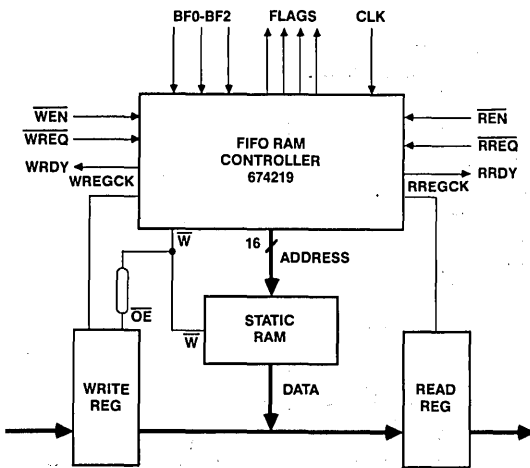 BF0-BF2 FLAGS CLK
WEN
WREQ
WRDY
WREGCK
FIFO RAM
CONTROLLER
674219
REN
RREQ
RRDY
RREGCK
W
16
ADDRESS
OE
W
STATIC
RAM
WRITE
REG
DATA
READ
REG